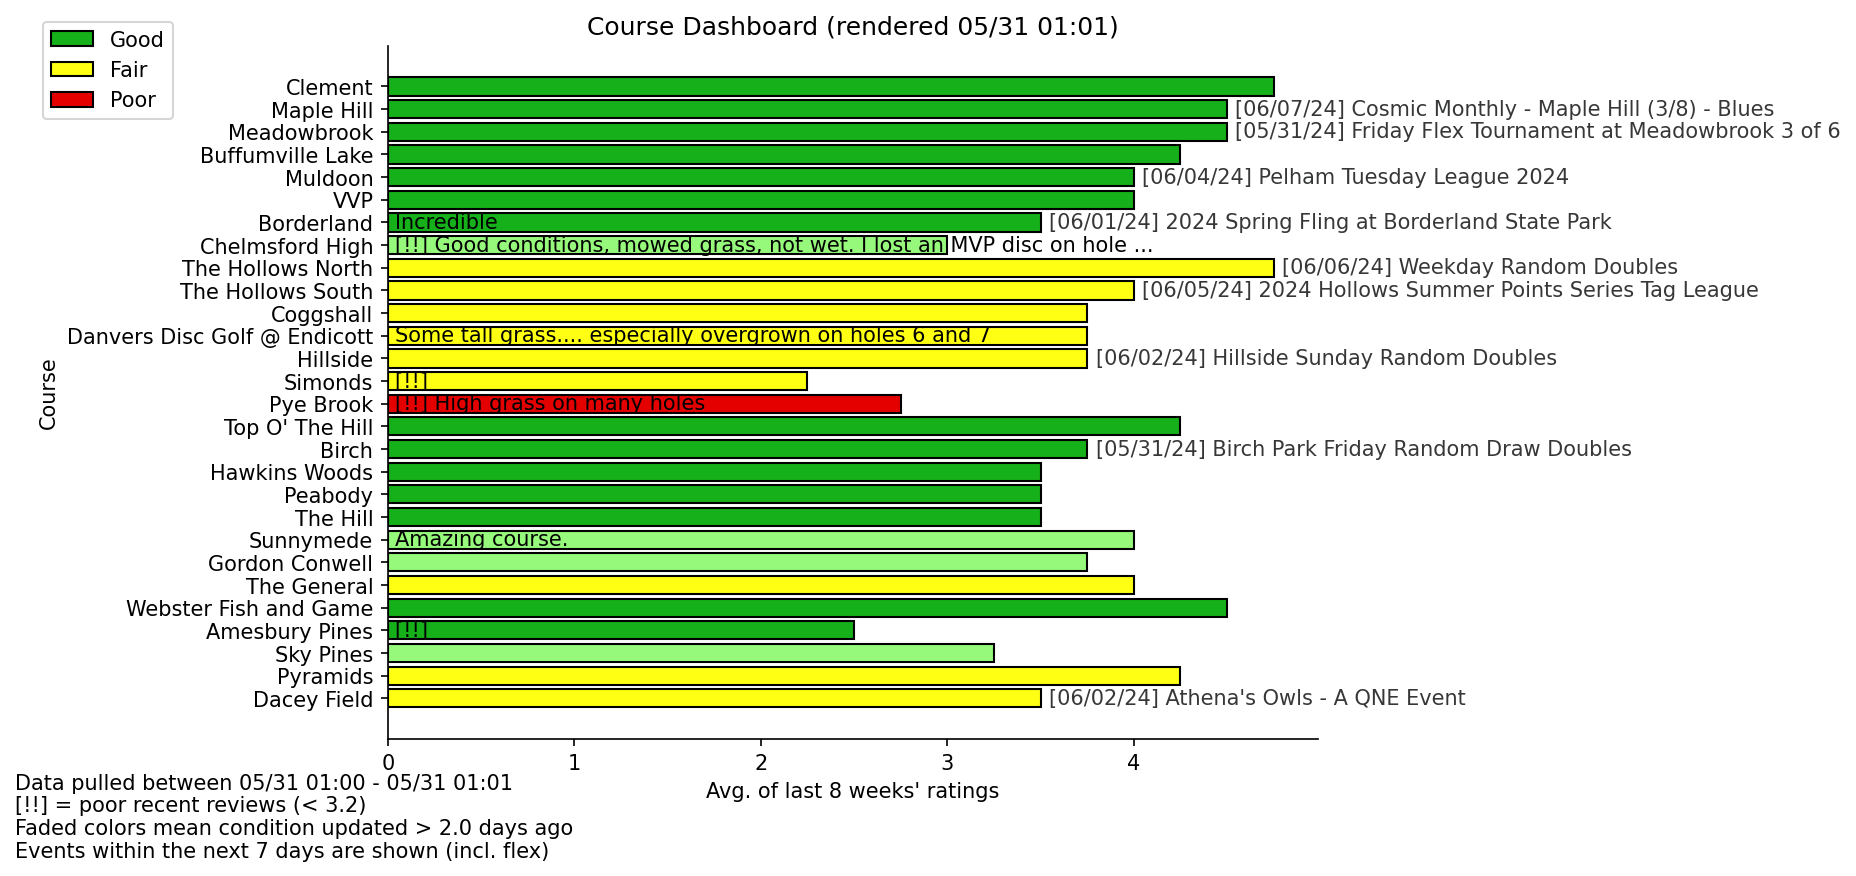 Course Dashboard (rendered 05/31 01:01)
Good
Fair
Poor
Course
Clement
Maple Hill [06/07/24] Cosmic Monthly - Maple Hill (3/8) - Blues
Meadowbrook [05/31/24] Friday Flex Tournament at Meadowbrook 3 of 6
Buffumville Lake
Muldoon [06/04/24] Pelham Tuesday League 2024
VVP
Borderland Incredible [06/01/24] 2024 Spring Fling at Borderland State Park
Chelmsford High [!!] Good conditions, mowed grass, not wet. I lost an MVP disc on hole ...
The Hollows North [06/06/24] Weekday Random Doubles
The Hollows South [06/05/24] 2024 Hollows Summer Points Series Tag League
Coggshall
Danvers Disc Golf @ Endicott Some tall grass.... especially overgrown on holes 6 and 7
Hillside [06/02/24] Hillside Sunday Random Doubles
Simonds [!!]
Pye Brook [!!] High grass on many holes
Top O' The Hill
Birch [05/31/24] Birch Park Friday Random Draw Doubles
Hawkins Woods
Peabody
The Hill
Sunnymede Amazing course.
Gordon Conwell
The General
Webster Fish and Game
Amesbury Pines [!!]
Sky Pines
Pyramids
Dacey Field [06/02/24] Athena's Owls - A QNE Event
0 1 2 3 4
Avg. of last 8 weeks' ratings
Data pulled between 05/31 01:00 - 05/31 01:01
[!!] = poor recent reviews (< 3.2)
Faded colors mean condition updated > 2.0 days ago
Events within the next 7 days are shown (incl. flex)